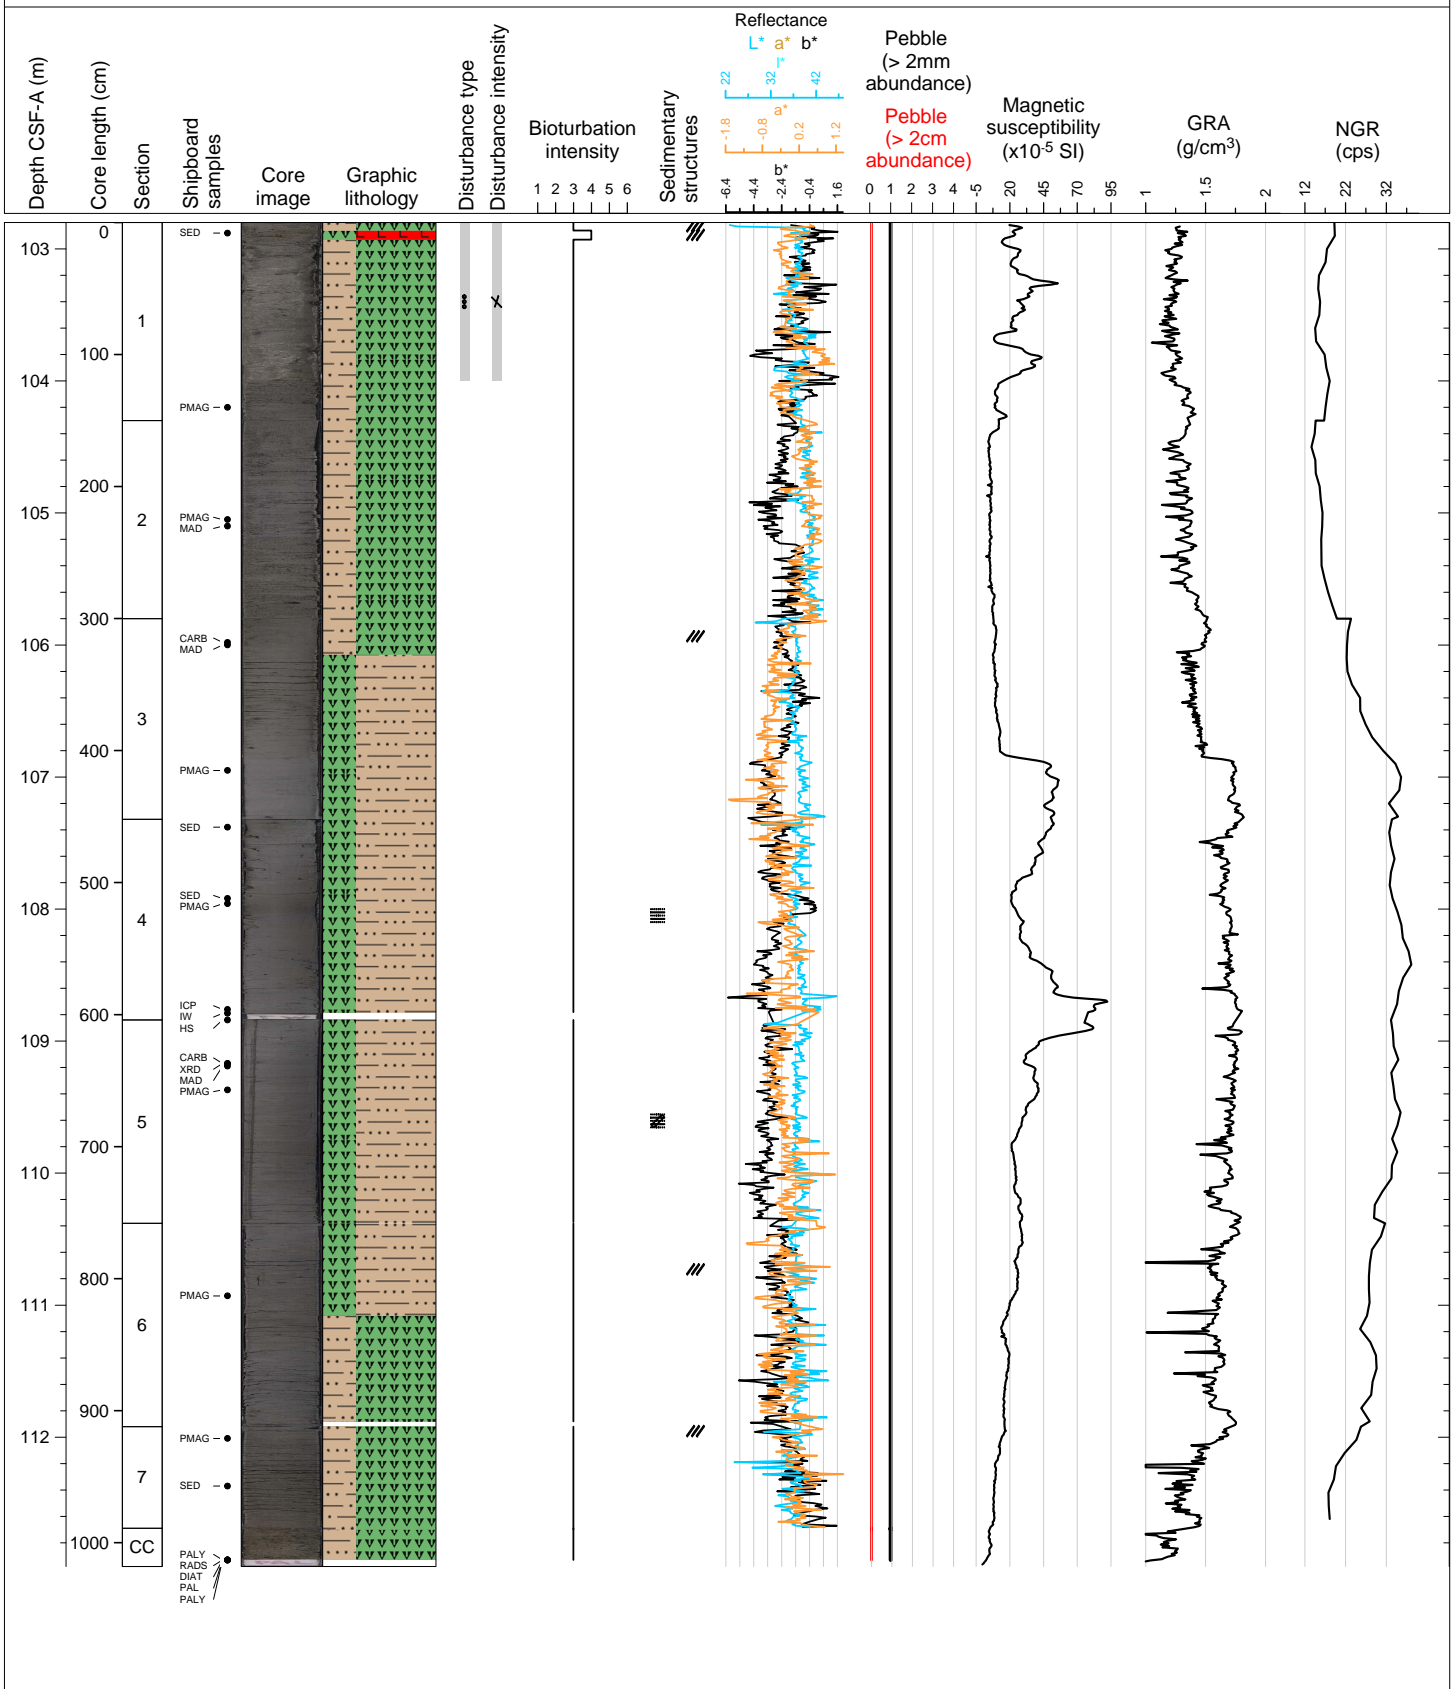 Depth CSF-A (m)
Core length (cm)
Section
Shipboard
samples
Core
image
Graphic
lithology
Disturbance type
Disturbance intensity
Bioturbation
intensity
1 2 3 4 5 6
Sedimentary
structures
Reflectance
L* a* b*
l*
22 32 42
a*
-1.8 -0.8 0.2 1.2
b*
-6.4 -4.4 -2.4 -0.4 1.6
Pebble
(> 2mm
abundance)
Pebble
(> 2cm
abundance)
0 1 2 3 4
Magnetic
susceptibility
(x10-5 SI)
-5 20 45 70 95
GRA
(g/cm3)
1 1.5 2
NGR
(cps)
12 22 32
0
SED
103
1
100
104
PMAG
200
105
2
PMAG
MAD
300
CARB
106
MAD
3
400
PMAG
107
SED
500
SED
PMAG
108
4
ICP
600
IW
HS
109
CARB
XRD
MAD
PMAG
5
700
110
800
PMAG
111
6
900
112
PMAG
7
SED
1000
CC
PALY
RADS
DIAT
PAL
PALY